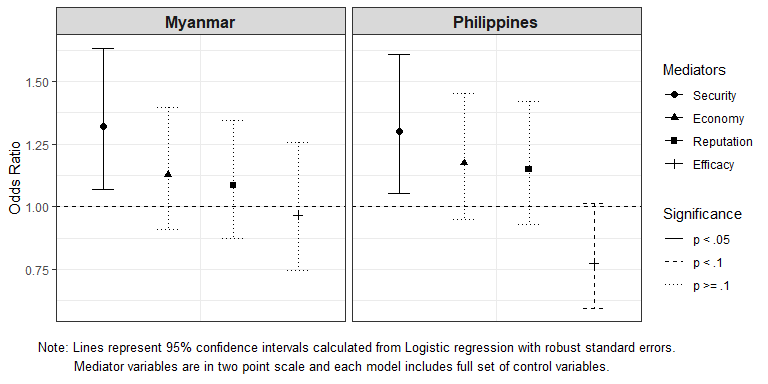 Myanmar
Philippines
Odds Ratio
1.50
1.25
1.00
0.75
Mediators
Security
Economy
Reputation
Efficacy
Significance
p < .05
p < .1
p >= .1
Note: Lines represent 95% confidence intervals calculated from Logistic regression with robust standard errors.
Mediator variables are in two point scale and each model includes full set of control variables.